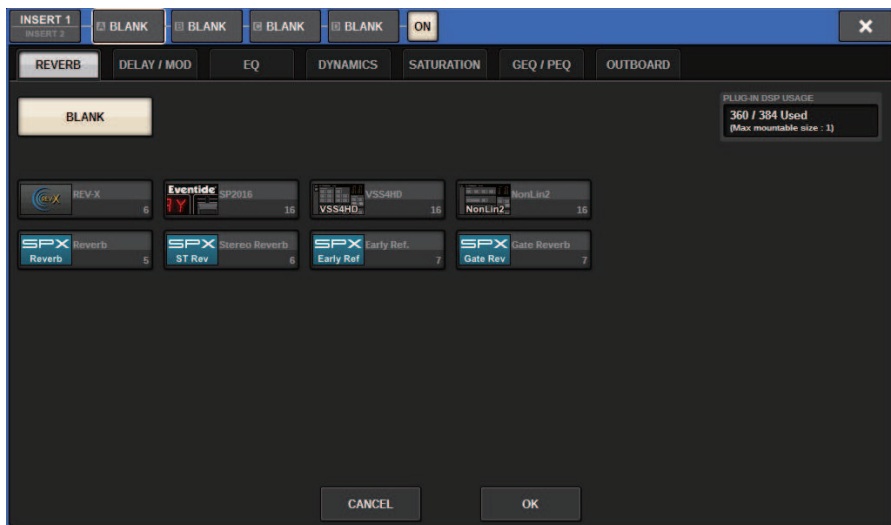 INSERT 1
INSERT 2
A BLANK
B BLANK
C BLANK
D BLANK
ON
REVERB
DELAY / MOD
EQ
DYNAMICS
SATURATION
GEQ / PEQ
OUTBOARD
BLANK
PLUG-IN DSP USAGE
360 / 384 Used
(Max mountable size : 1)
REV-X
REV-X
6
Eventide
SP2016
16
VSS4HD
VSS4HD
16
NonLin2
NonLin2
16
SPX
Reverb
Reverb
5
SPX
ST Rev
Stereo Reverb
6
SPX
Early Ref
Early Ref.
7
SPX
Gate Rev
Gate Reverb
7
CANCEL
OK